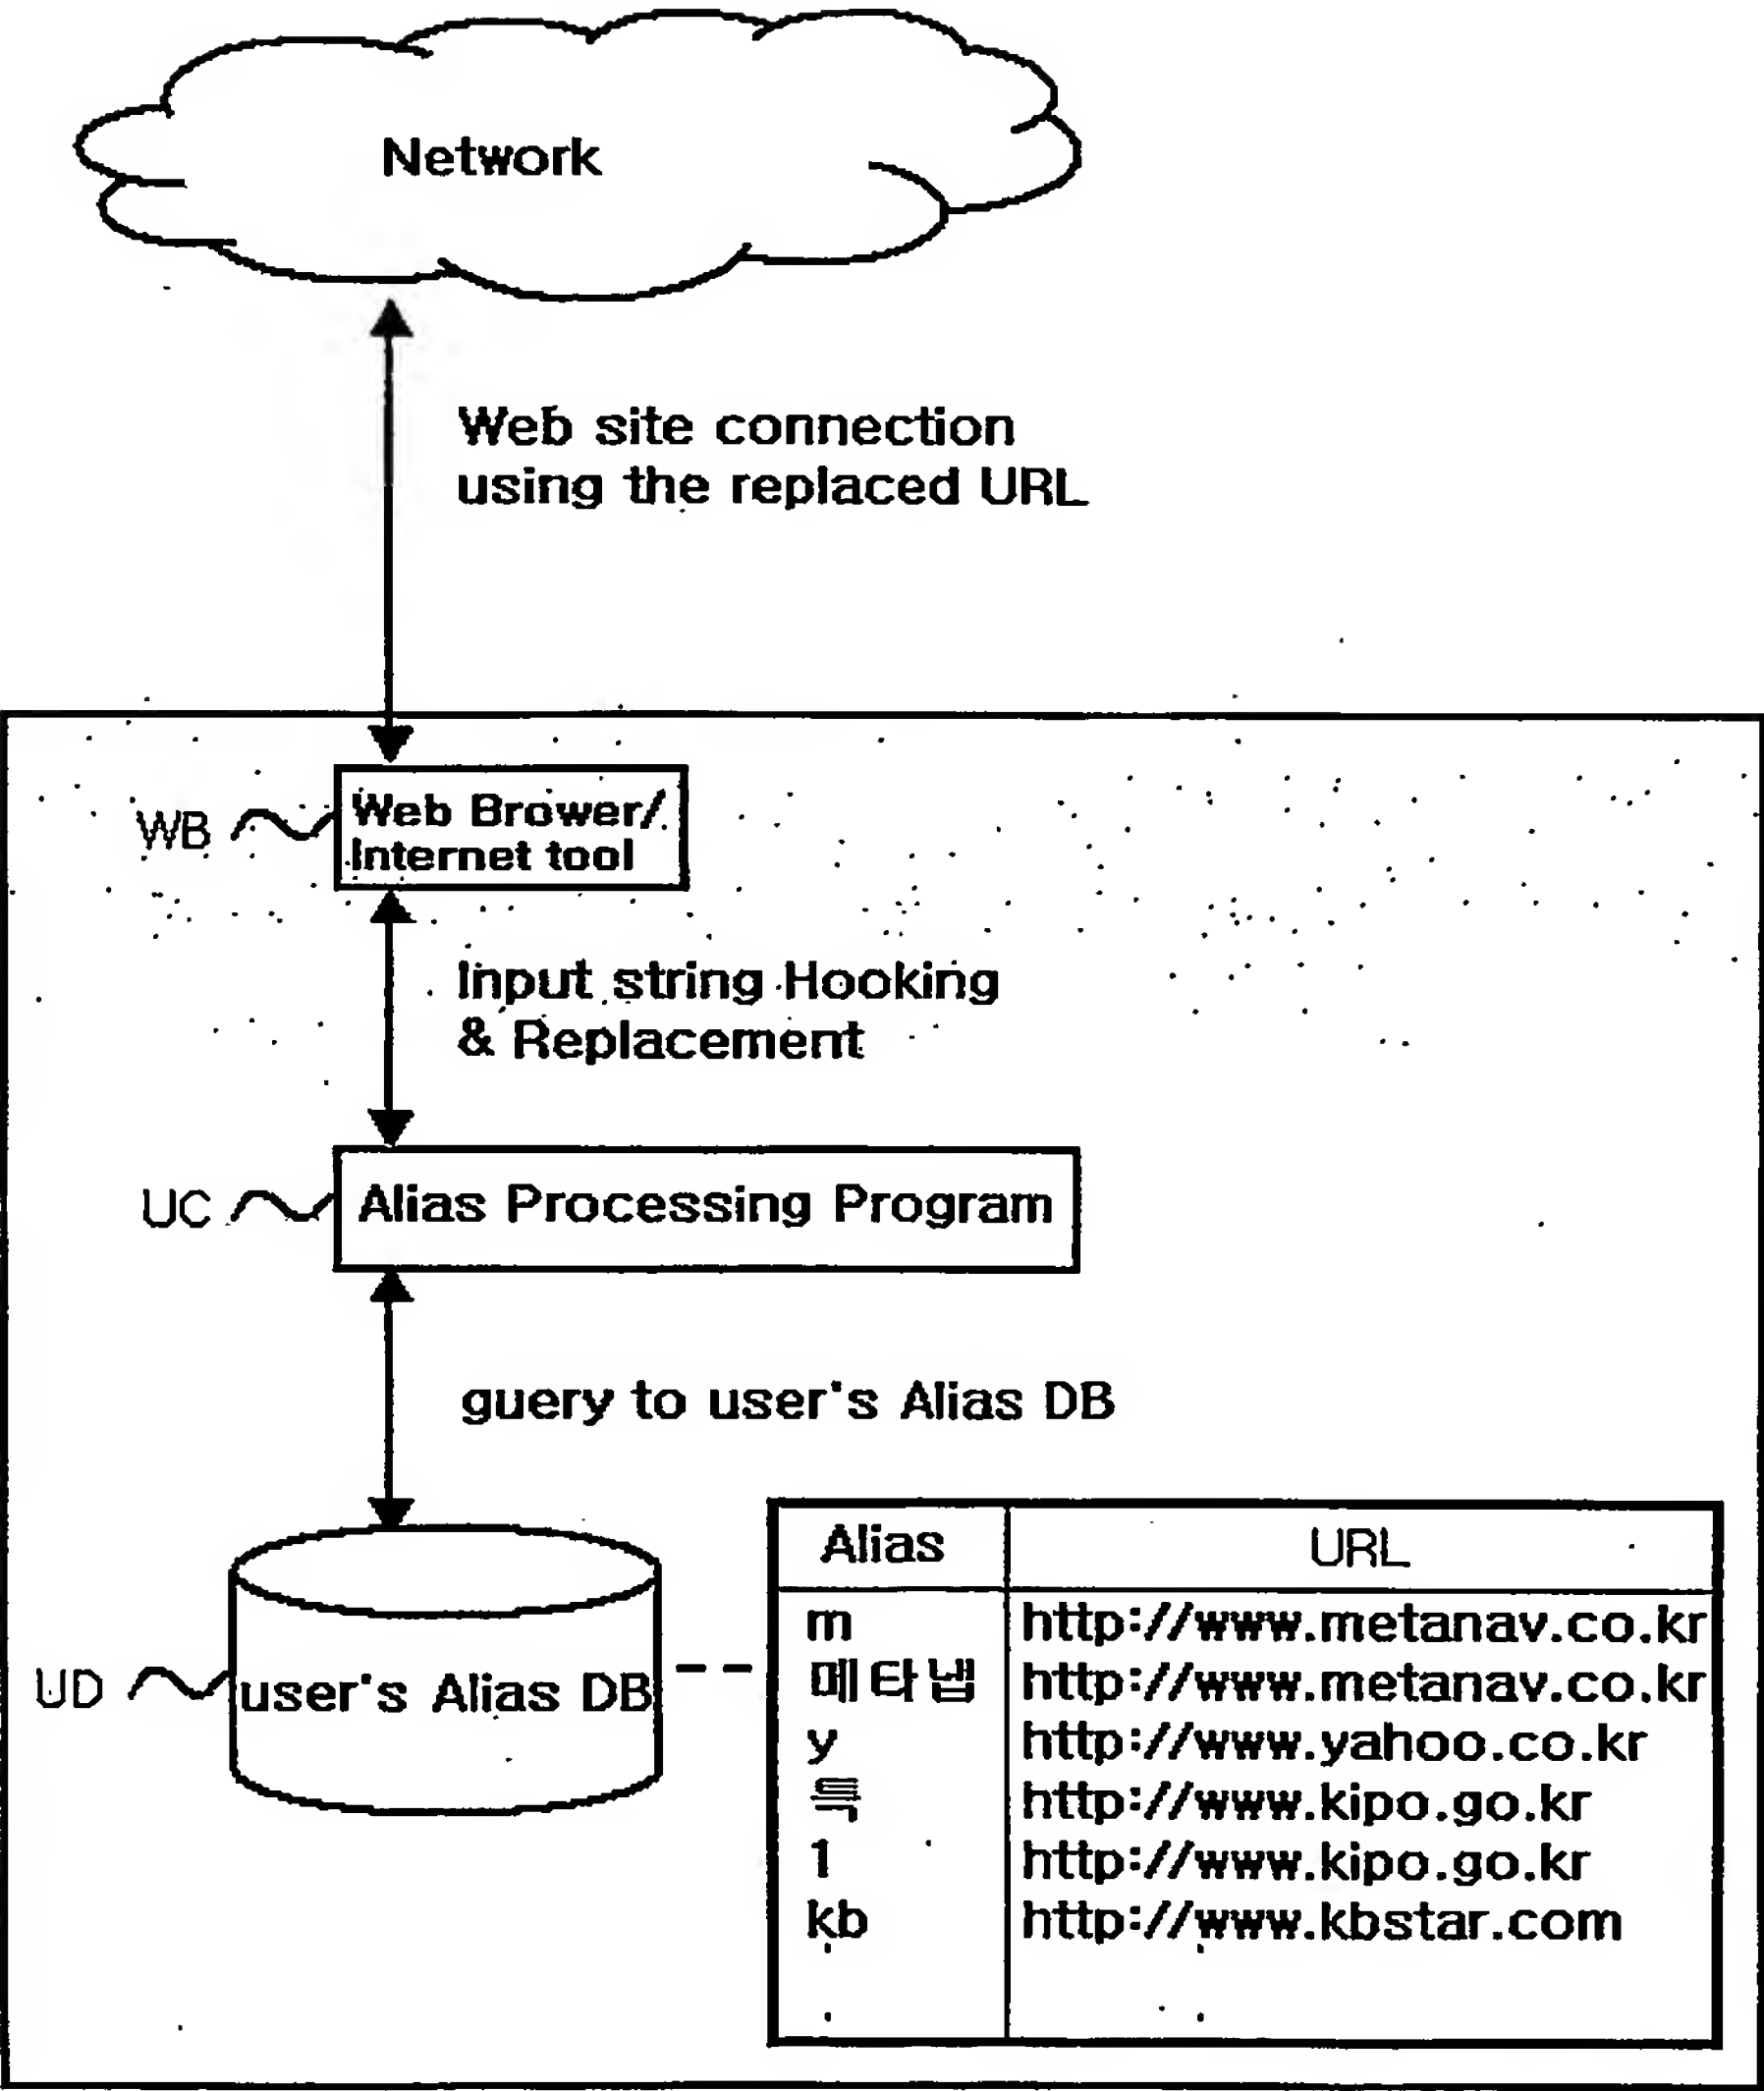 Network
Web site connection
using the replaced URL
WB
Web Brower/
Internet tool
Input string Hooking
& Replacement
UC
Alias Processing Program
guery to user's Alias DB
UD
user's Alias DB
Alias URL
m http://www.metanav.co.kr
메타냅 http://www.metanav.co.kr
y http://www.yahoo.co.kr
특 http://www.kipo.go.kr
1 http://www.kipo.go.kr
kb http://www.kbstar.com